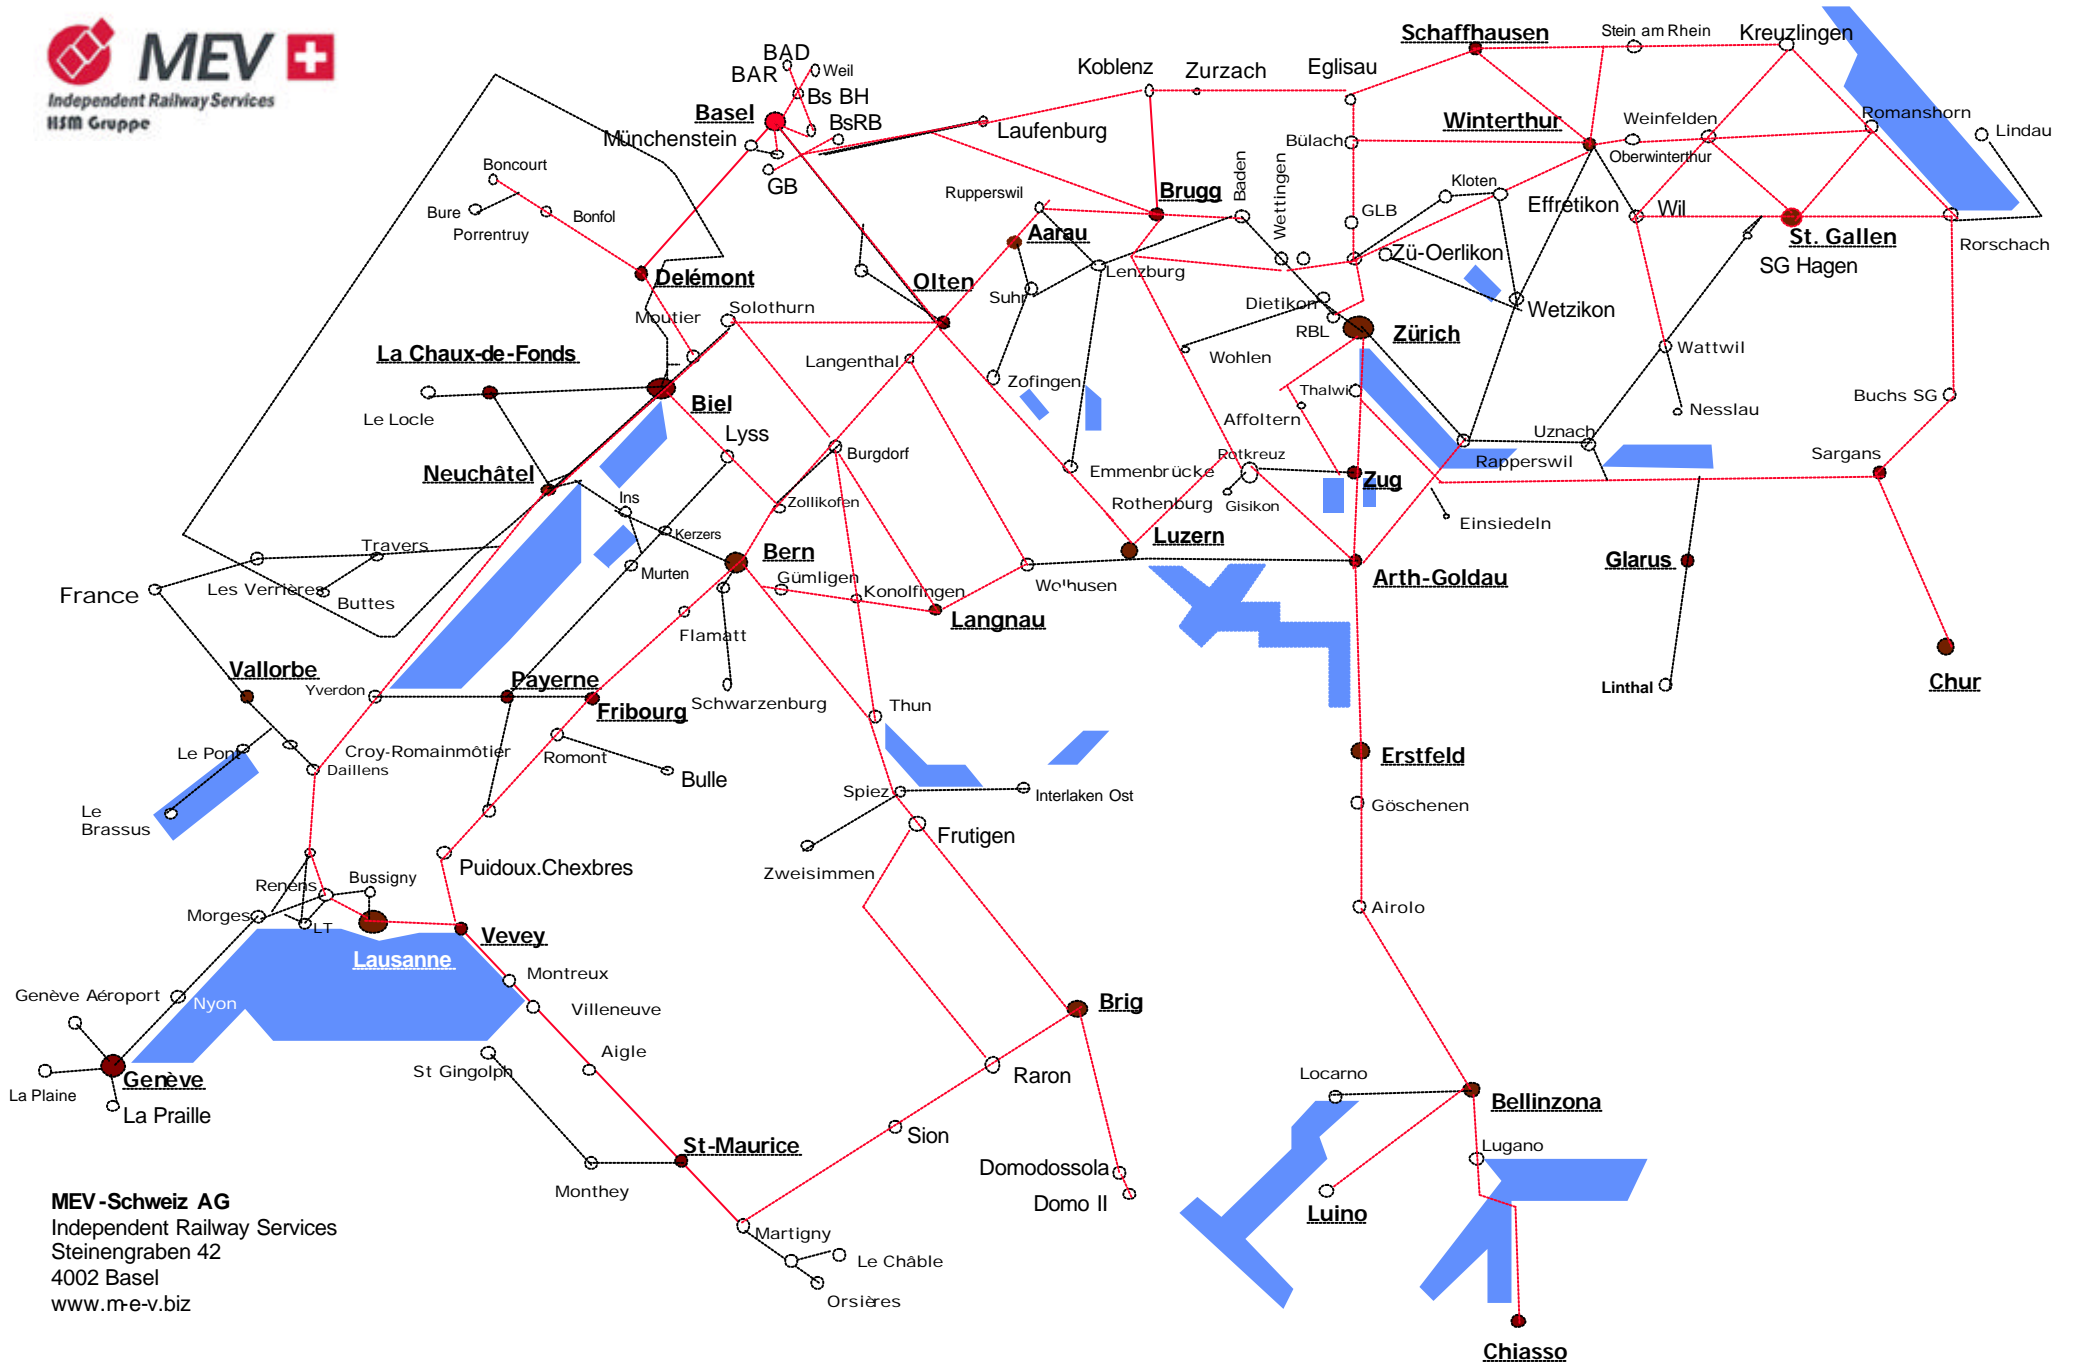 MEV
Independent Railway Services
HSM Gruppe
Schaffhausen
Stein am Rhein
Kreuzlingen
BAD
BAR
Weil
Koblenz
Zurzach
Eglisau
Bs BH
Basel
BsRB
Münchenstein
Laufenburg
Winterthur
Weinfelden
Romanshorn
Lindau
Bülach
Oberwinterthur
Boncourt
GB
Rupperswil
Brugg
Baden
Wettingen
Kloten
Bure
Bonfol
Porrentruy
GLB
Effretikon
Wil
Aarau
St. Gallen
Rorschach
Zü-Oerlikon
SG Hagen
Delémont
Olten
Lenzburg
Suhr
Solothurn
Dietikon
Wetzikon
Moutier
RBL
Zürich
La Chaux-de-Fonds
Langenthal
Wohlen
Wattwil
Zofingen
Thalwil
Le Locle
Biel
Affoltern
Nesslau
Buchs SG
Lyss
Uznach
Burgdorf
Rotkreuz
Rapperswil
Sargans
Neuchâtel
Emmenbrücke
Zug
Ins
Zollikofen
Rothenburg
Gisikon
Einsiedeln
Kerzers
Luzern
Travers
Bern
Murten
Gümligen
Wolhusen
Arth-Goldau
Glarus
France
Les Verrières
Buttes
Konolfingen
Langnau
Flamatt
Vallorbe
Yverdon
Payerne
Fribourg
Schwarzenburg
Thun
Linthal
Chur
Le Pont
Croy-Romainmôtier
Romont
Daillens
Bulle
Erstfeld
Le
Brassus
Spiez
Interlaken Ost
Göschenen
Frutigen
Puidoux.Chexbres
Zweisimmen
Renens
Bussigny
Morges
LT
Airolo
Vevey
Lausanne
Montreux
Genève Aéroport
Nyon
Villeneuve
Brig
Aigle
St Gingolph
Genève
La Plaine
La Praille
Raron
Locarno
Bellinzona
Sion
St-Maurice
Lugano
Domodossola
Monthey
Domo II
Luino
MEV-Schweiz AG
Independent Railway Services
Steinengraben 42
4002 Basel
www.m-e-v.biz
Martigny
Le Châble
Orsières
Chiasso